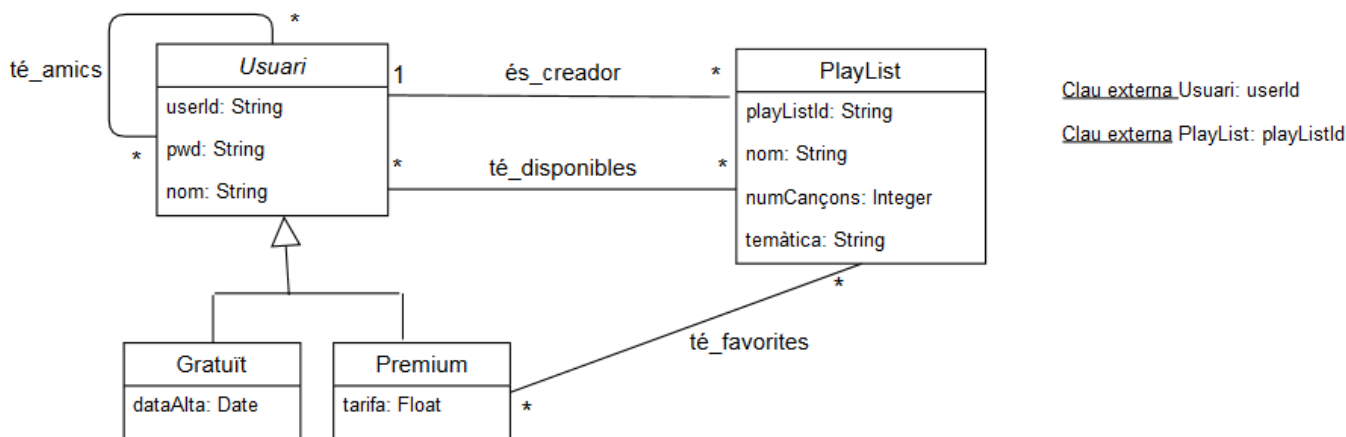 té_amics
*
*
Usuari
userId: String
pwd: String
nom: String
1
és_creador
*
*
té_disponibles
*
PlayList
playListId: String
nom: String
numCançons: Integer
temàtica: String
Clau externa Usuari: userId
Clau externa PlayList: playListId
*
té_favorites
*
Gratuït
dataAlta: Date
Premium
tarifa: Float